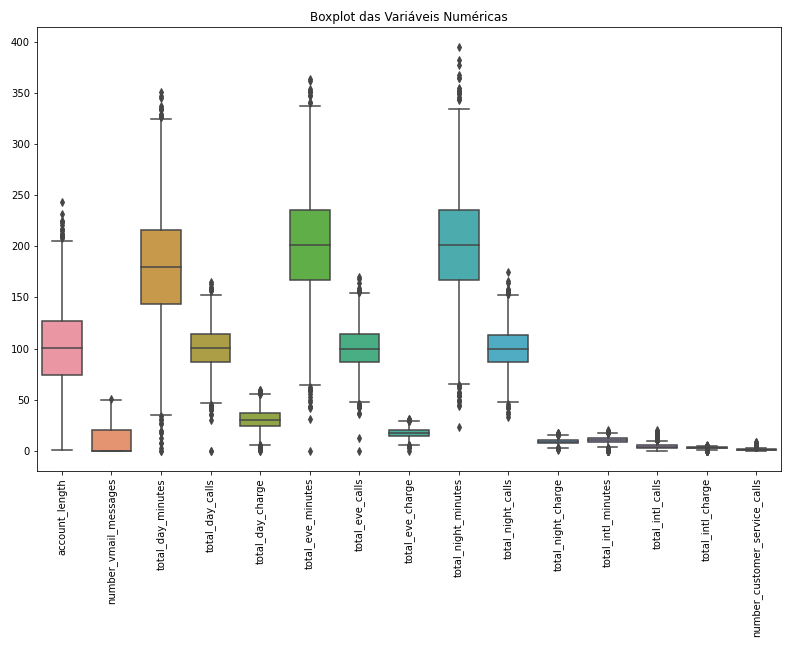 Boxplot das Variáveis Numéricas
400
350
300
250
200
150
100
50
0
account_length
number_vmail_messages
total_day_minutes
total_day_calls
total_day_charge
total_eve_minutes
total_eve_calls
total_eve_charge
total_night_minutes
total_night_calls
total_night_charge
total_intl_minutes
total_intl_calls
total_intl_charge
number_customer_service_calls